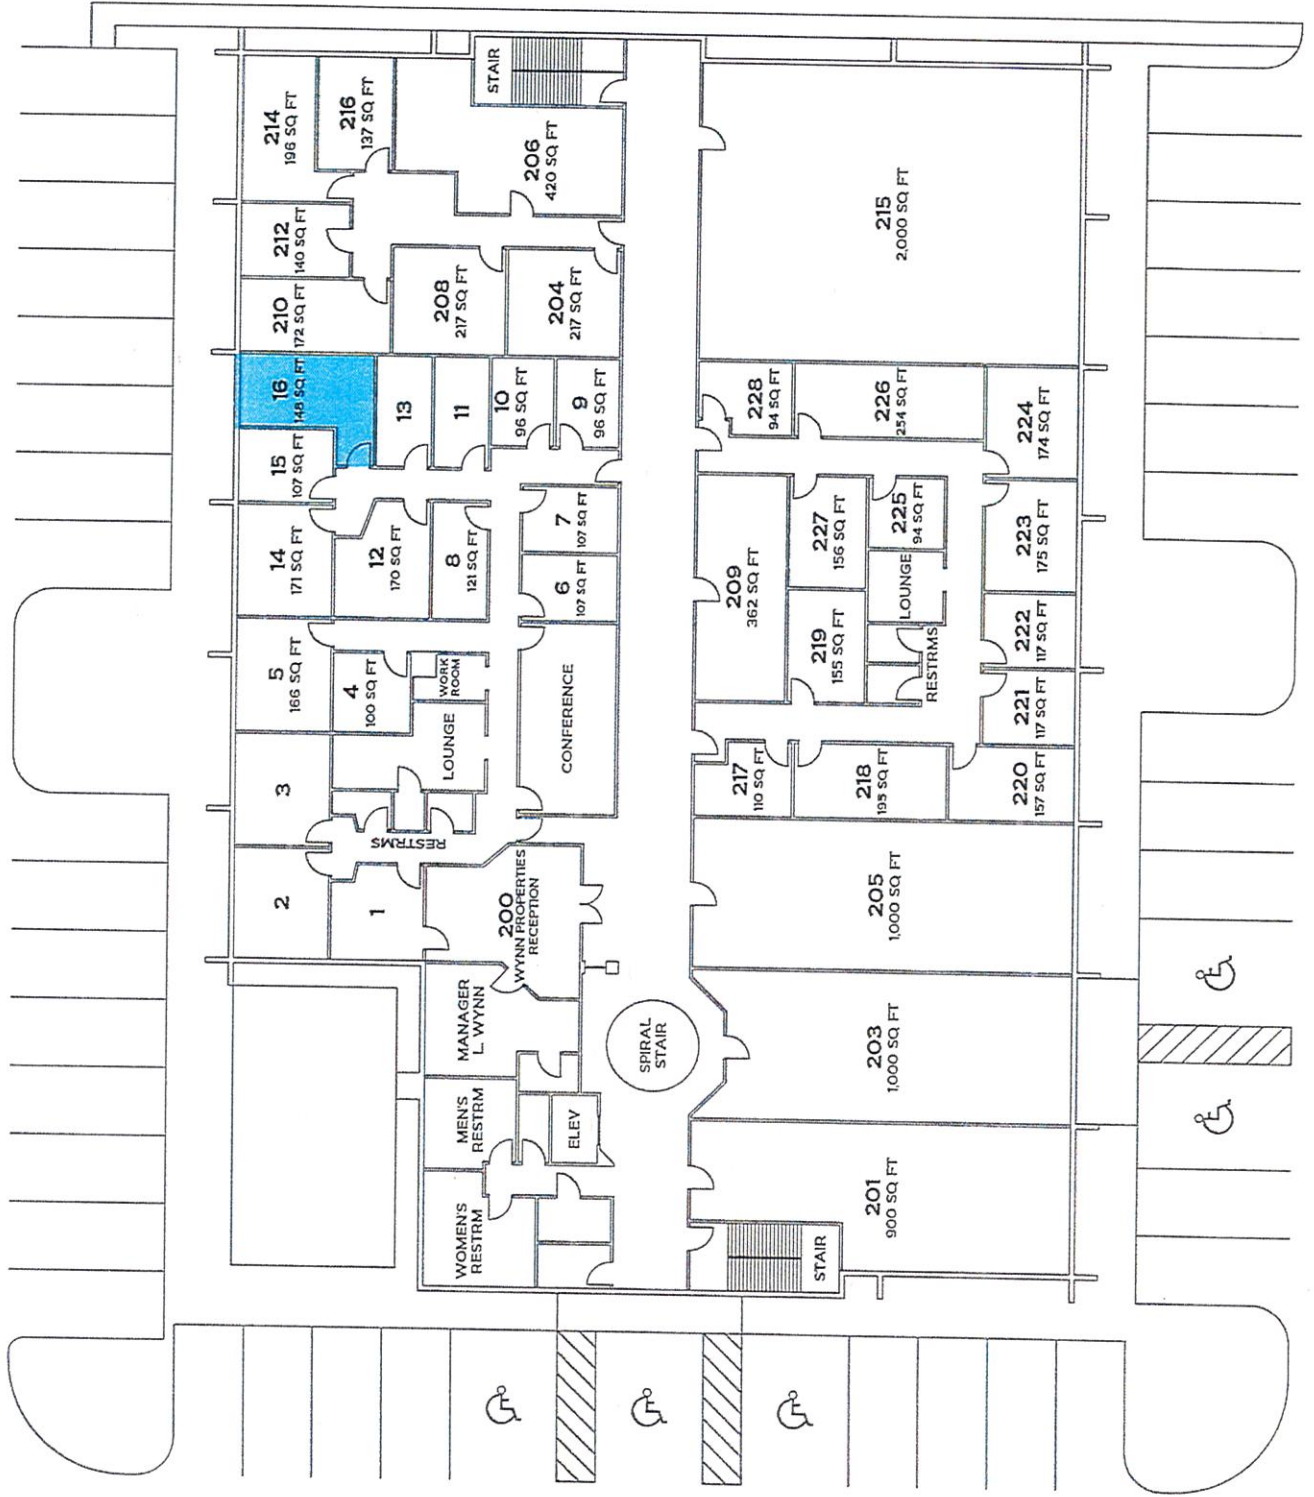 STAIR
214
196 SQ FT
216
137 SQ FT
206
420 SQ FT
212
140 SQ FT
210
172 SQ FT
208
217 SQ FT
204
217 SQ FT
215
2,000 SQ FT
16
148 SQ FT
13
11
10
96 SQ FT
9
96 SQ FT
228
94 SQ FT
226
254 SQ FT
224
174 SQ FT
15
107 SQ FT
14
171 SQ FT
12
170 SQ FT
8
121 SQ FT
7
107 SQ FT
6
107 SQ FT
209
362 SQ FT
227
156 SQ FT
225
94 SQ FT
223
175 SQ FT
LOUNGE
5
166 SQ FT
4
100 SQ FT
WORK
ROOM
LOUNGE
CONFERENCE
219
155 SQ FT
RESTRMS
222
117 SQ FT
221
117 SQ FT
3
RESTRMS
217
110 SQ FT
218
195 SQ FT
220
157 SQ FT
2
1
200
WYNN PROPERTIES
RECEPTION
205
1,000 SQ FT
MANAGER
L. WYNN
SPIRAL
STAIR
203
1,000 SQ FT
MEN'S
RESTRM
ELEV
WOMEN'S
RESTRM
201
900 SQ FT
STAIR